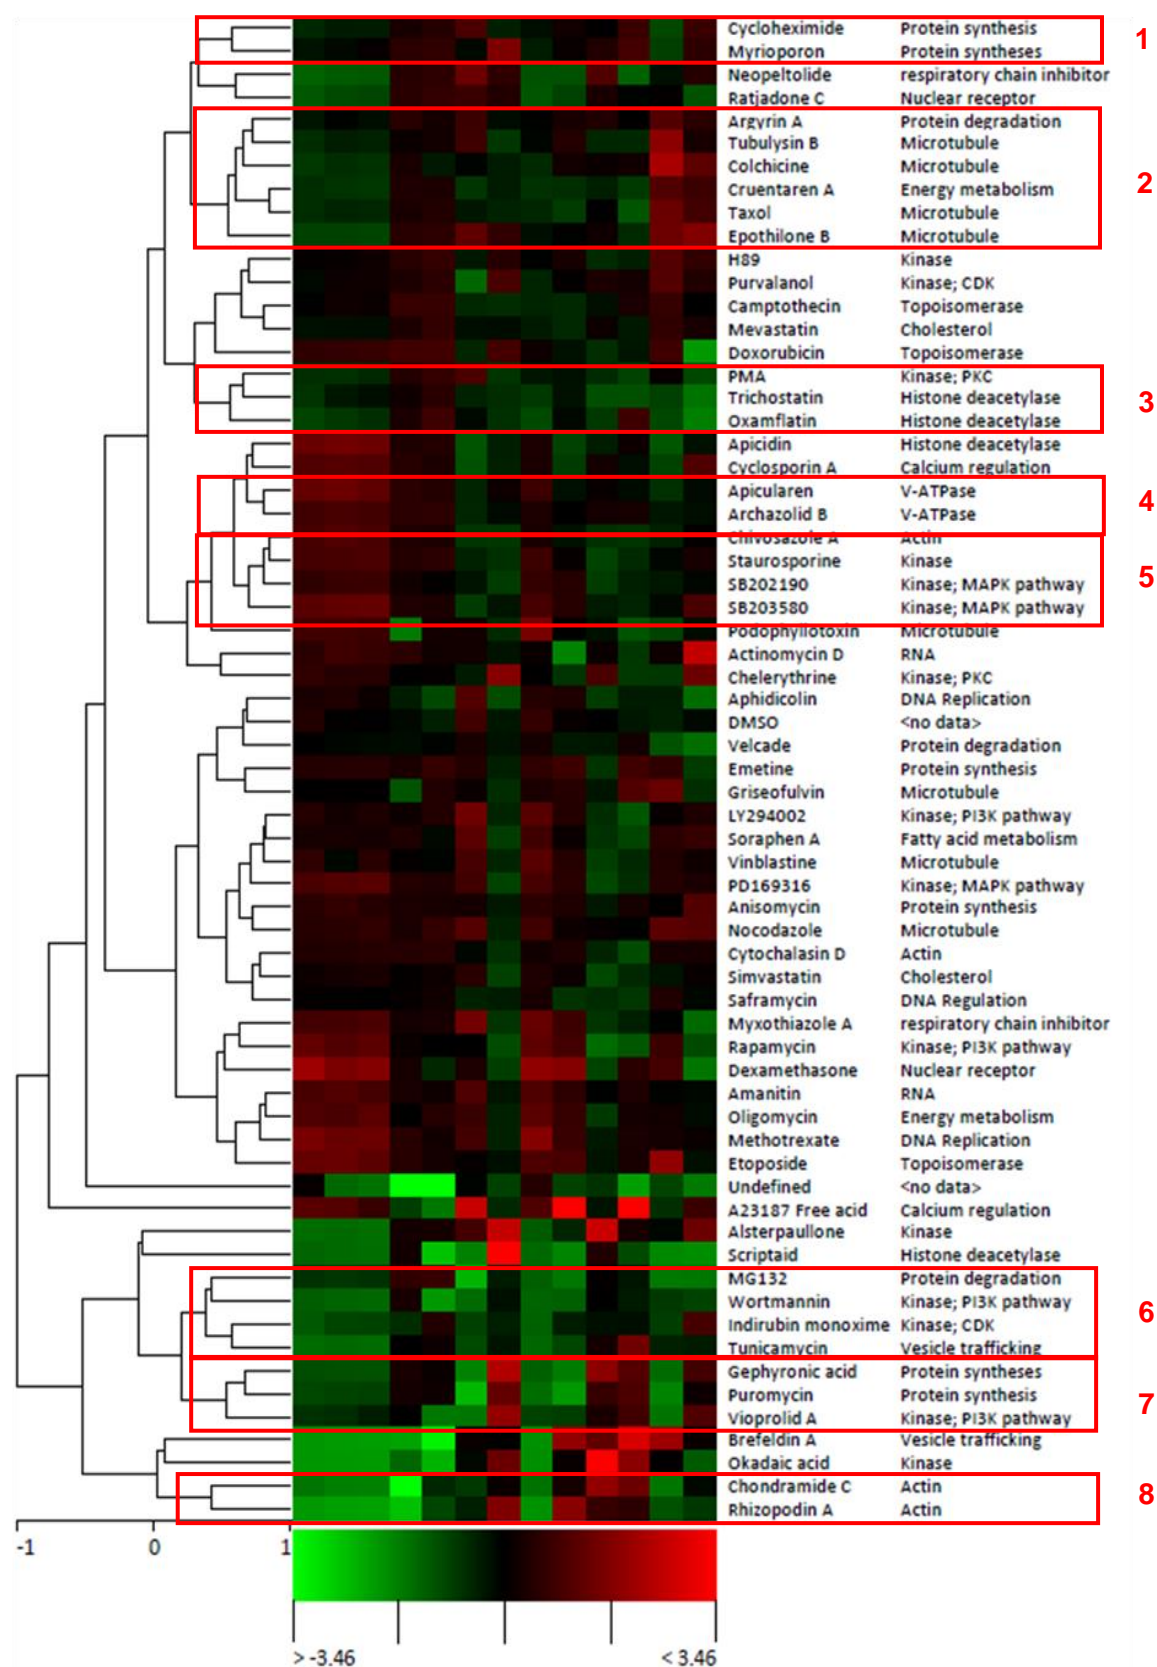 Cycloheximide Protein synthesis
1
Myrioporon Protein syntheses
Neopeltolide respiratory chain inhibitor
Ratjadone C Nuclear receptor
Argyrin A Protein degradation
Tubulysin B Microtubule
Colchicine Microtubule
2
Cruentaren A Energy metabolism
Taxol Microtubule
Epothilone B Microtubule
H89 Kinase
Purvalanol Kinase; CDK
Camptothecin Topoisomerase
Mevastatin Cholesterol
Doxorubicin Topoisomerase
PMA Kinase; PKC
Trichostatin Histone deacetylase
3
Oxamflatin Histone deacetylase
Apicidin Histone deacetylase
Cyclosporin A Calcium regulation
Apicularen V-ATPase
4
Archazolid B V-ATPase
Chivosazole A Actin
Staurosporine Kinase
5
SB202190 Kinase; MAPK pathway
SB203580 Kinase; MAPK pathway
Podophyllotoxin Microtubule
Actinomycin D RNA
Chelerythrine Kinase; PKC
Aphidicolin DNA Replication
DMSO <no data>
Velcade Protein degradation
Emetine Protein synthesis
Griseofulvin Microtubule
LY294002 Kinase; PI3K pathway
Soraphen A Fatty acid metabolism
Vinblastine Microtubule
PD169316 Kinase; MAPK pathway
Anisomycin Protein synthesis
Nocodazole Microtubule
Cytochalasin D Actin
Simvastatin Cholesterol
Saframycin DNA Regulation
Myxothiazole A respiratory chain inhibitor
Rapamycin Kinase; PI3K pathway
Dexamethasone Nuclear receptor
Amanitin RNA
Oligomycin Energy metabolism
Methotrexate DNA Replication
Etoposide Topoisomerase
Undefined <no data>
A23187 Free acid Calcium regulation
Alsterpaullone Kinase
Scriptaid Histone deacetylase
MG132 Protein degradation
Wortmannin Kinase; PI3K pathway
6
Indirubin monoxime Kinase; CDK
Tunicamycin Vesicle trafficking
Gephyronic acid Protein syntheses
Puromycin Protein synthesis
7
Vioprolid A Kinase; PI3K pathway
Brefeldin A Vesicle trafficking
Okadaic acid Kinase
Chondramide C Actin
8
Rhizopodin A Actin
-1 0 1
> -3.46 < 3.46